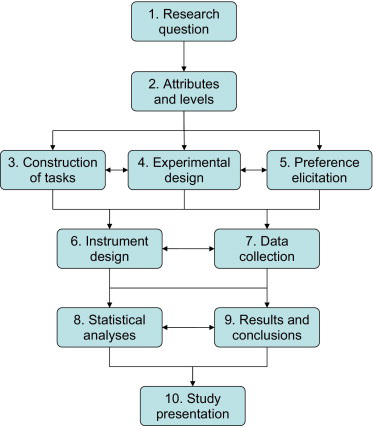 1. Research
question
2. Attributes
and levels
3. Construction
of tasks
4. Experimental
design
5. Preference
elicitation
6. Instrument
design
7. Data
collection
8. Statistical
analyses
9. Results and
conclusions
10. Study
presentation